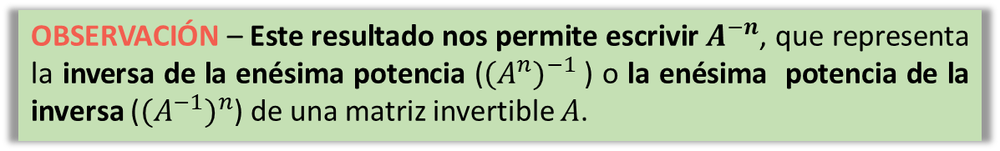 OBSERVACIÓN – Este resultado nos permite escrivir A⁻ⁿ, que representa
la inversa de la enésima potencia ((Aⁿ)⁻¹ ) o la enésima potencia de la
inversa ((A⁻¹)ⁿ) de una matriz invertible A.